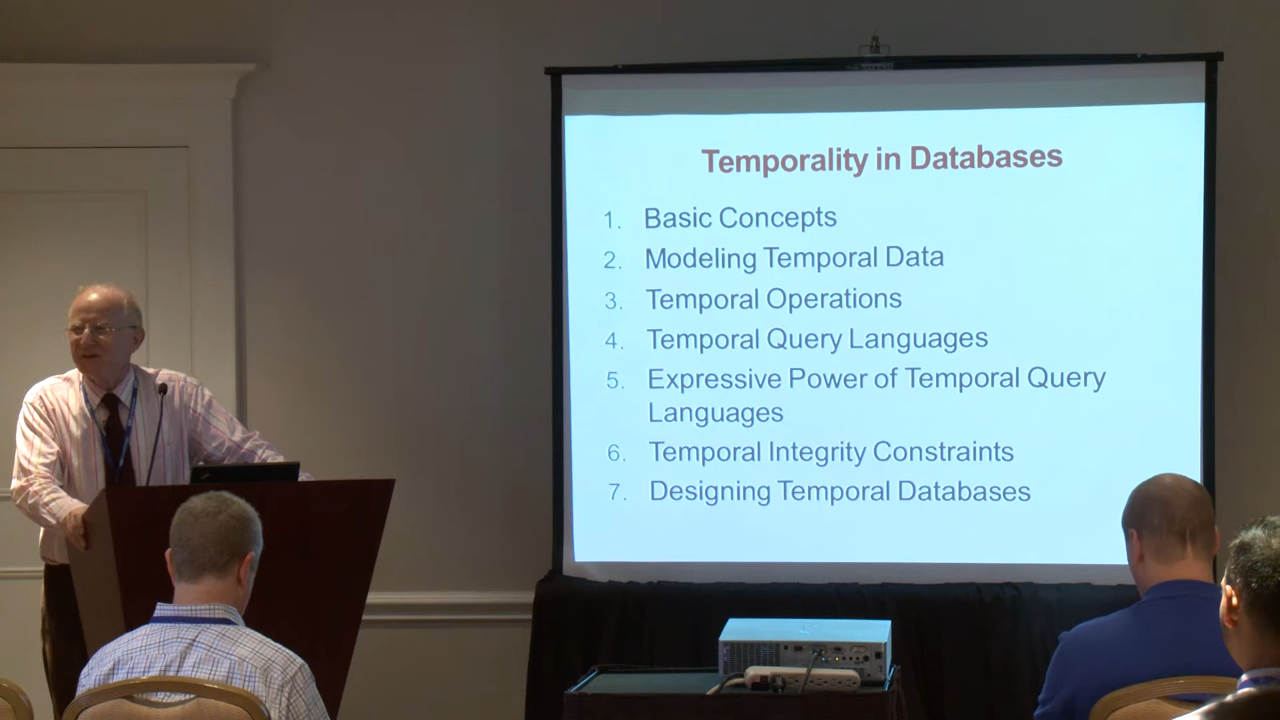 Temporality in Databases
1. Basic Concepts
2. Modeling Temporal Data
3. Temporal Operations
4. Temporal Query Languages
5. Expressive Power of Temporal Query
Languages
6. Temporal Integrity Constraints
7. Designing Temporal Databases